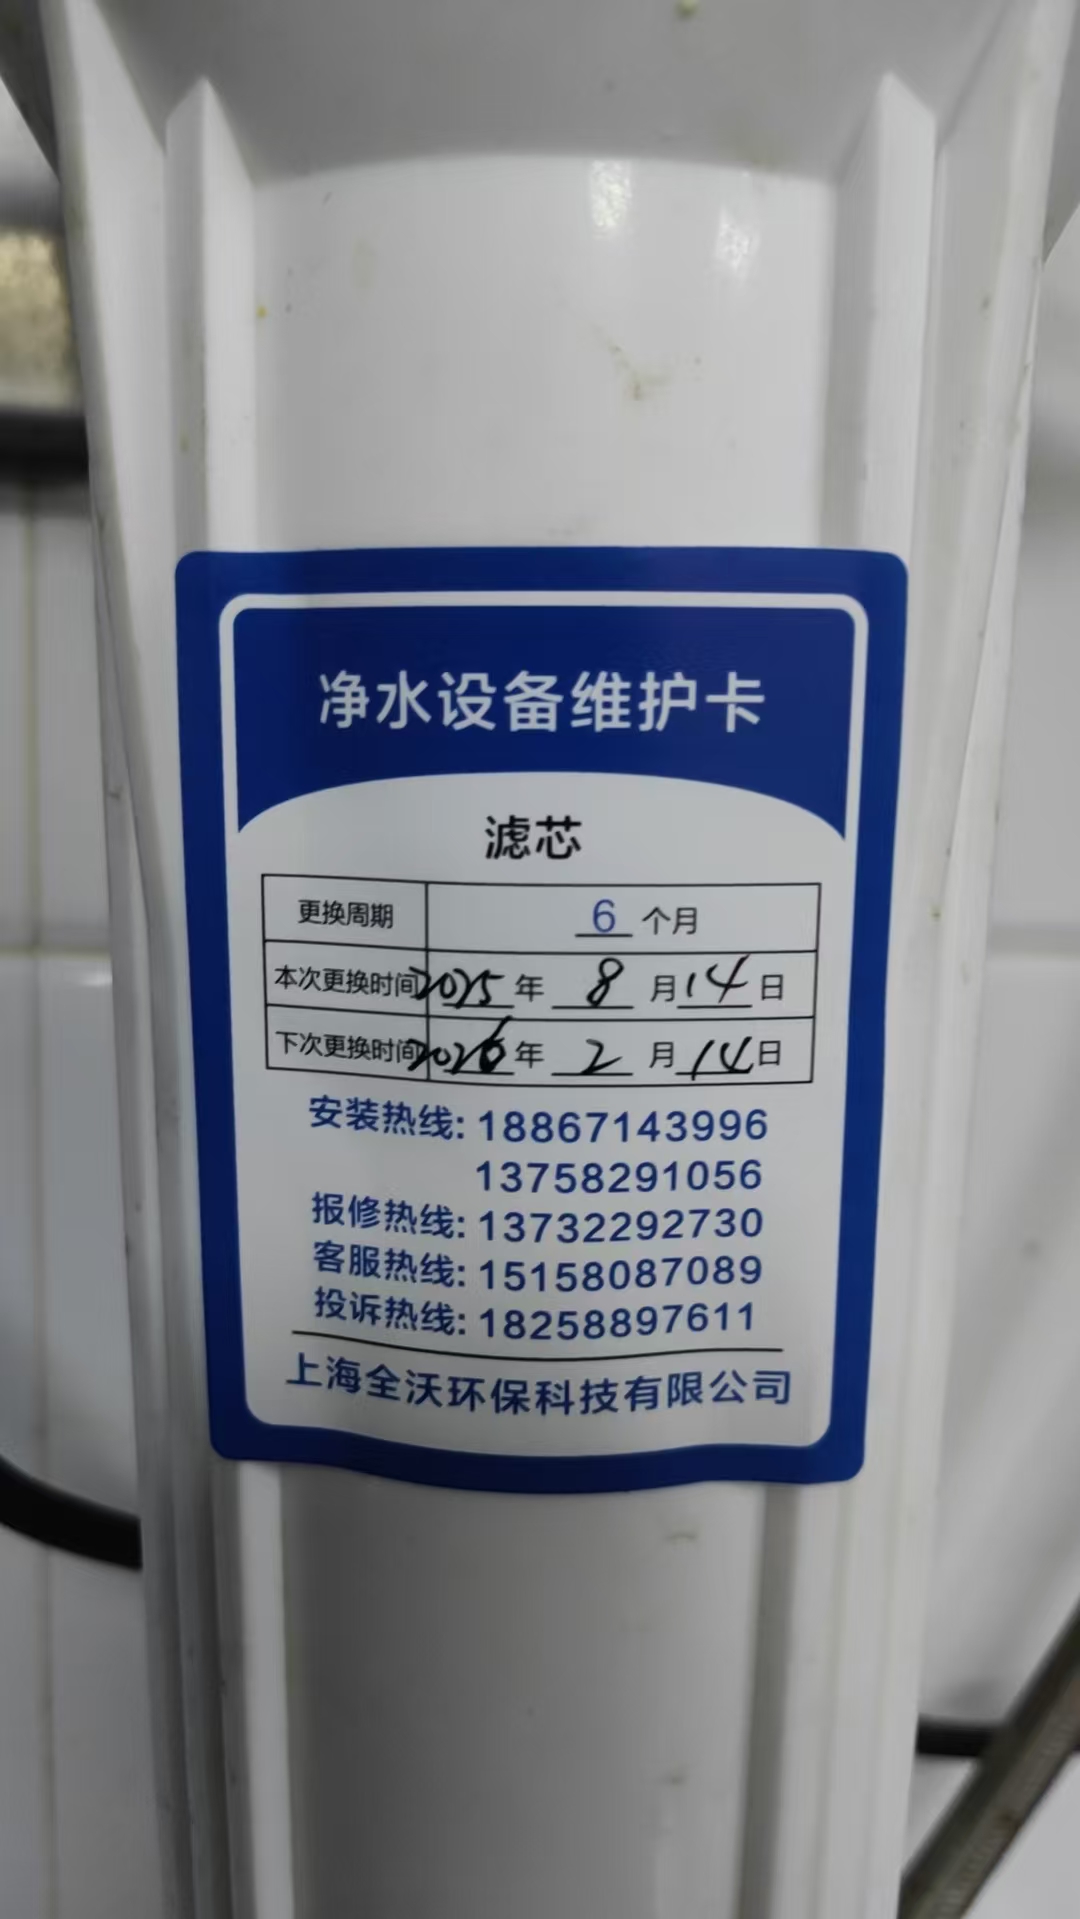 净水设备维护卡
滤芯
更换周期 6 个月
本次更换时间 2025 年 8 月 14 日
下次更换时间 2026 年 2 月 14 日
安装热线: 18867143996
13758291056
报修热线: 13732292730
客服热线: 15158087089
投诉热线: 18258897611
上海全沃环保科技有限公司